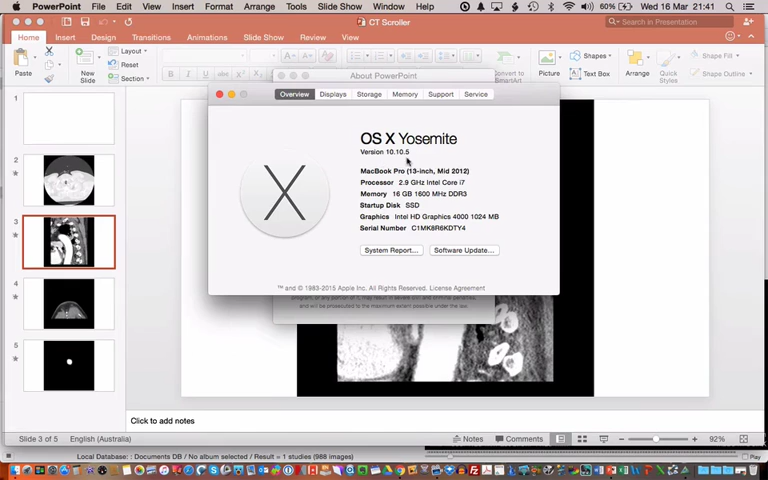 PowerPoint File Edit View Insert Format Arrange Tools Slide Show Window Help 60% Wed 16 Mar 21:41
CT Scroller
Search in Presentation
Home Insert Design Transitions Animations Slide Show Review View
Paste
New Slide
Layout
Reset
Section
B I U
Convert to SmartArt
Picture
Shapes
Text Box
Arrange
Quick Styles
Shape Fill
Shape Outline
About PowerPoint
Overview Displays Storage Memory Support Service
OS X Yosemite
Version 10.10.5
MacBook Pro (13-inch, Mid 2012)
Processor 2.9 GHz Intel Core i7
Memory 16 GB 1600 MHz DDR3
Startup Disk SSD
Graphics Intel HD Graphics 4000 1024 MB
Serial Number C1MK8R6KDTY4
System Report... Software Update...
™ and © 1983-2015 Apple Inc. All Rights Reserved. License Agreement
will be prosecuted to the maximum extent possible under the law.
1
2
3
4
5
Click to add notes
Slide 3 of 5 English (Australia) Notes Comments 92%
Local Database: : Documents DB / No album selected / Result = 1 studies (988 images)
Play